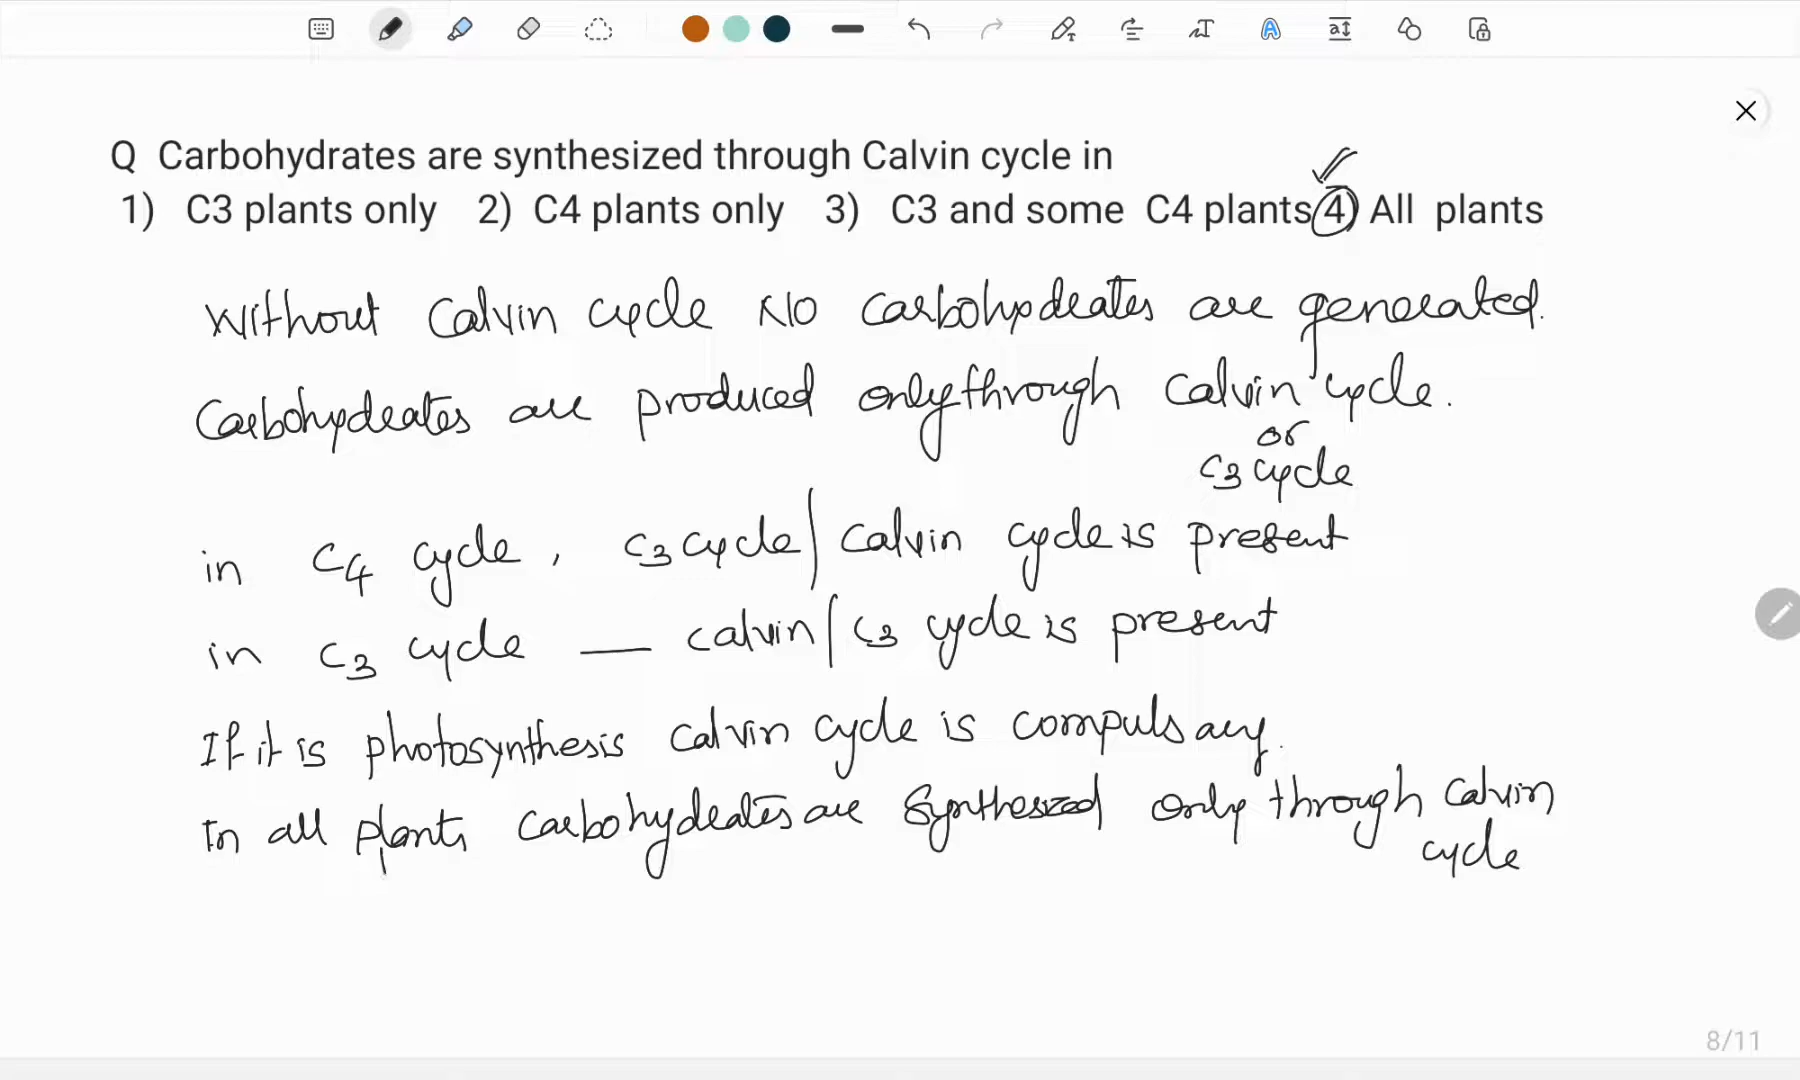 Q Carbohydrates are synthesized through Calvin cycle in
1) C3 plants only 2) C4 plants only 3) C3 and some C4 plants 4) All plants
Without Calvin cycle No carbohydrates are generated.
Carbohydrates are produced only through Calvin cycle.
or
C3 cycle
in C4 cycle, C3 cycle/ Calvin cycle is present
in C3 cycle — Calvin/C3 cycle is present
If it is photosynthesis Calvin cycle is compulsary.
In all plants Carbohydrates are Synthesized only through Calvin
cycle
8/11